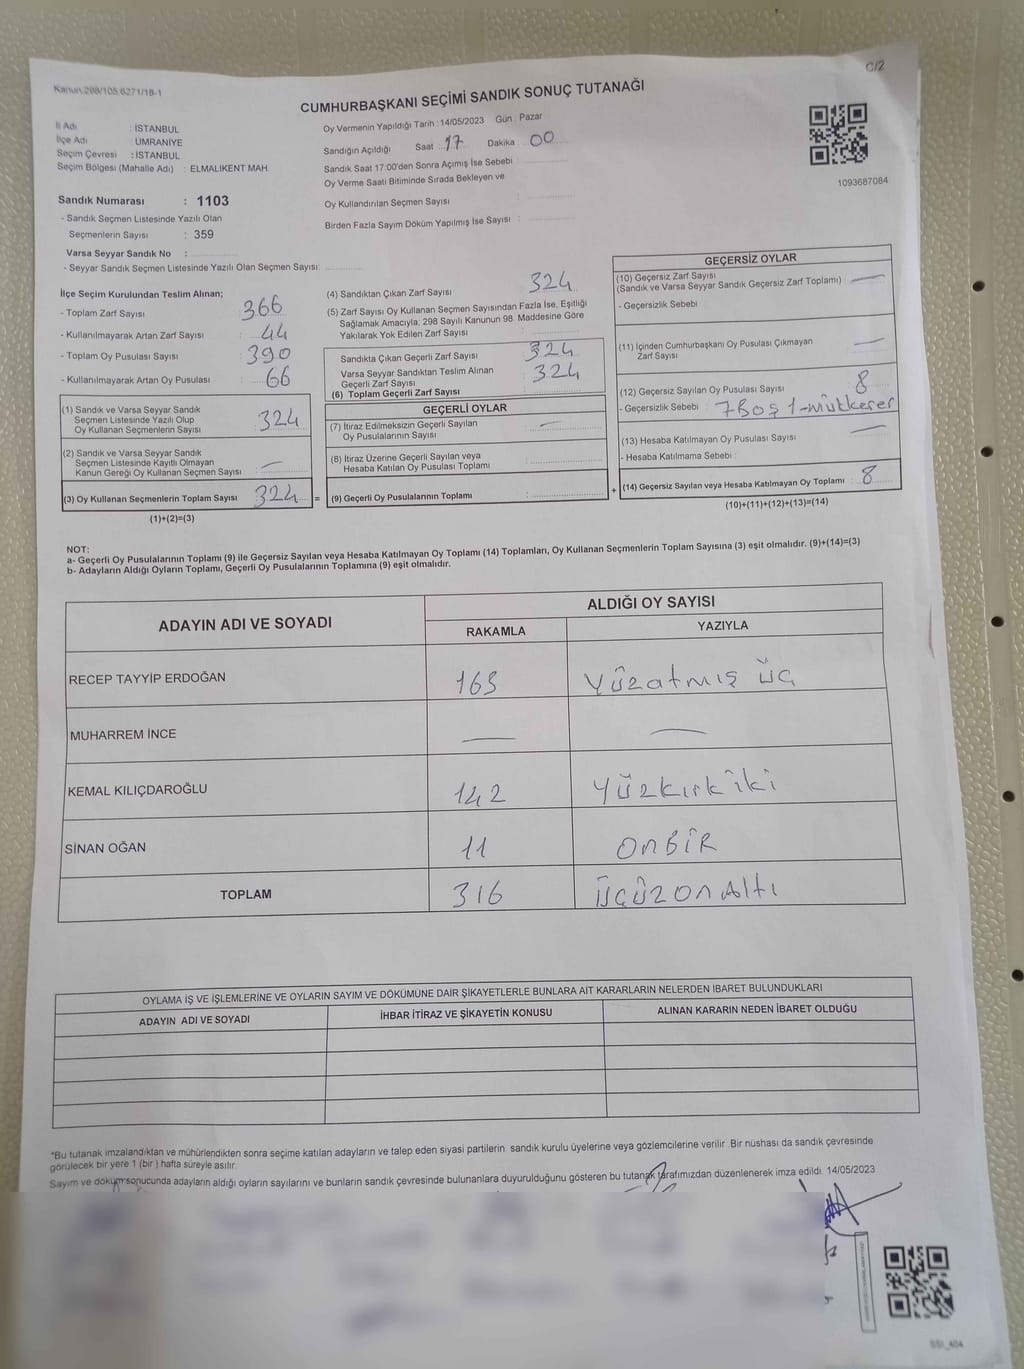 C/2
Kanun 298/105,6271/18-1
CUMHURBAŞKANI SEÇİMİ SANDIK SONUÇ TUTANAĞI
İl Adı : İSTANBUL
İlçe Adı : ÜMRANİYE
Seçim Çevresi : İSTANBUL
Seçim Bölgesi (Mahalle Adı) : ELMALIKENT MAH.
Sandık Numarası : 1103
- Sandık Seçmen Listesinde Yazılı Olan
Seçmenlerin Sayısı : 359
Varsa Seyyar Sandık No :
- Seyyar Sandık Seçmen Listesinde Yazılı Olan Seçmen Sayısı:
Oy Vermenin Yapıldığı Tarih : 14/05/2023 Gün : Pazar
Sandığın Açıldığı Saat : 17 Dakika : 00
Sandık Saat 17:00'den Sonra Açımış İse Sebebi :
Oy Verme Saati Bitiminde Sırada Bekleyen ve
Oy Kullandırılan Seçmen Sayısı :
Birden Fazla Sayım Döküm Yapılmış İse Sayısı :
1093687084
İlçe Seçim Kurulundan Teslim Alınan;
- Toplam Zarf Sayısı : 366
- Kullanılmayarak Artan Zarf Sayısı : 44
- Toplam Oy Pusulası Sayısı : 390
- Kullanılmayarak Artan Oy Pusulası : 66
(1) Sandık ve Varsa Seyyar Sandık
Seçmen Listesinde Yazılı Olup
Oy Kullanan Seçmenlerin Sayısı : 324
(2) Sandık ve Varsa Seyyar Sandık
Seçmen Listesinde Kayıtlı Olmayan
Kanun Gereği Oy Kullanan Seçmen Sayısı : —
(3) Oy Kullanan Seçmenlerin Toplam Sayısı : 324 =
(1)+(2)=(3)
(4) Sandıktan Çıkan Zarf Sayısı : 324
(5) Zarf Sayısı Oy Kullanan Seçmen Sayısından Fazla İse, Eşitliği
Sağlamak Amacıyla; 298 Sayılı Kanunun 98. Maddesine Göre
Yakılarak Yok Edilen Zarf Sayısı :
Sandıkta Çıkan Geçerli Zarf Sayısı : 324
Varsa Seyyar Sandıktan Teslim Alınan
Geçerli Zarf Sayısı : 324
(6) Toplam Geçerli Zarf Sayısı :
GEÇERLİ OYLAR
(7) İtiraz Edilmeksizin Geçerli Sayılan
Oy Pusulalarının Sayısı : —
(8) İtiraz Üzerine Geçerli Sayılan veya
Hesaba Katılan Oy Pusulası Toplamı :
(9) Geçerli Oy Pusulalarının Toplamı : +
GEÇERSİZ OYLAR
(10) Geçersiz Zarf Sayısı
(Sandık ve Varsa Seyyar Sandık Geçersiz Zarf Toplamı) —
- Geçersizlik Sebebi
(11) İçinden Cumhurbaşkanı Oy Pusulası Çıkmayan
Zarf Sayısı : —
(12) Geçersiz Sayılan Oy Pusulası Sayısı : 8
- Geçersizlik Sebebi : 7Boş 1-mükkerer
(13) Hesaba Katılmayan Oy Pusulası Sayısı : —
- Hesaba Katılmama Sebebi :
(14) Geçersiz Sayılan veya Hesaba Katılmayan Oy Toplamı : 8
(10)+(11)+(12)+(13)=(14)
NOT:
a- Geçerli Oy Pusulalarının Toplamı (9) ile Geçersiz Sayılan veya Hesaba Katılmayan Oy Toplamı (14) Toplamları, Oy Kullanan Seçmenlerin Toplam Sayısına (3) eşit olmalıdır. (9)+(14)=(3)
b- Adayların Aldığı Oyların Toplamı, Geçerli Oy Pusulalarının Toplamına (9) eşit olmalıdır.
ADAYIN ADI VE SOYADI
ALDIĞI OY SAYISI
RAKAMLA YAZIYLA
RECEP TAYYİP ERDOĞAN 163 Yüzatmış üç
MUHARREM İNCE — —
KEMAL KILIÇDAROĞLU 142 Yüzkırkiki
SİNAN OĞAN 11 OnBiR
TOPLAM 316 ÜçüzonAltı
OYLAMA İŞ VE İŞLEMLERİNE VE OYLARIN SAYIM VE DÖKÜMÜNE DAİR ŞİKAYETLERLE BUNLARA AİT KARARLARIN NELERDEN İBARET BULUNDUKLARI
ADAYIN ADI VE SOYADI İHBAR İTİRAZ VE ŞİKAYETİN KONUSU ALINAN KARARIN NEDEN İBARET OLDUĞU
*Bu tutanak imzalandıktan ve mühürlendikten sonra seçime katılan adayların ve talep eden siyasi partilerin sandık kurulu üyelerine veya gözlemcilerine verilir. Bir nüshası da sandık çevresinde
görülecek bir yere 1 (bir) hafta süreyle asılır.
Sayım ve döküm sonucunda adayların aldığı oyların sayılarını ve bunların sandık çevresinde bulunanlara duyurulduğunu gösteren bu tutanak tarafımızdan düzenlenerek imza edildi. 14/05/2023